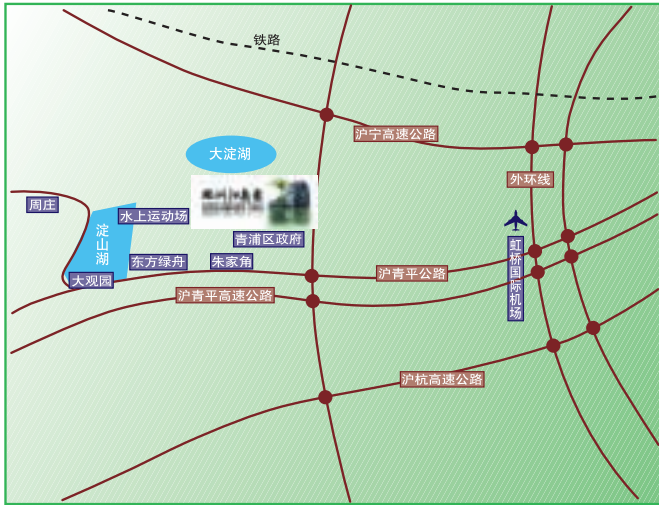 铁路
沪宁高速公路
大淀湖
外环线
周庄
水上运动场
淀山湖
青浦区政府
虹桥国际机场
东方绿舟
朱家角
沪青平公路
大观园
沪青平高速公路
沪杭高速公路